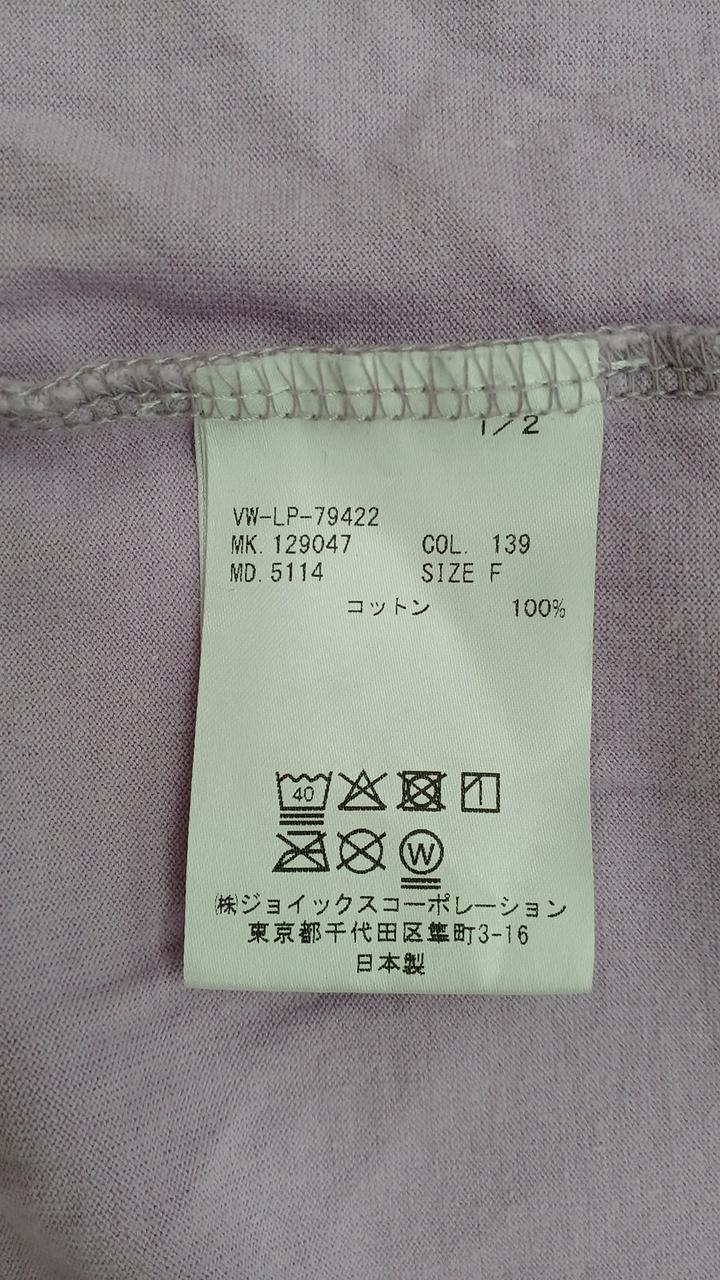 1/2
VW-LP-79422
MK. 129047 COL. 139
MD. 5114 SIZE F
コットン 100%
40
W
㈱ジョイックスコーポレーション
東京都千代田区隼町3-16
日本製